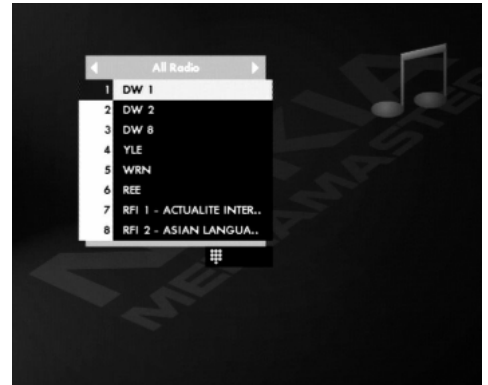 All Radio
1 DW 1
2 DW 2
3 DW 8
4 YLE
5 WRN
6 REE
7 RFI 1 - ACTUALITE INTER..
8 RFI 2 - ASIAN LANGUA..
NOKIA
MEDIAMASTER